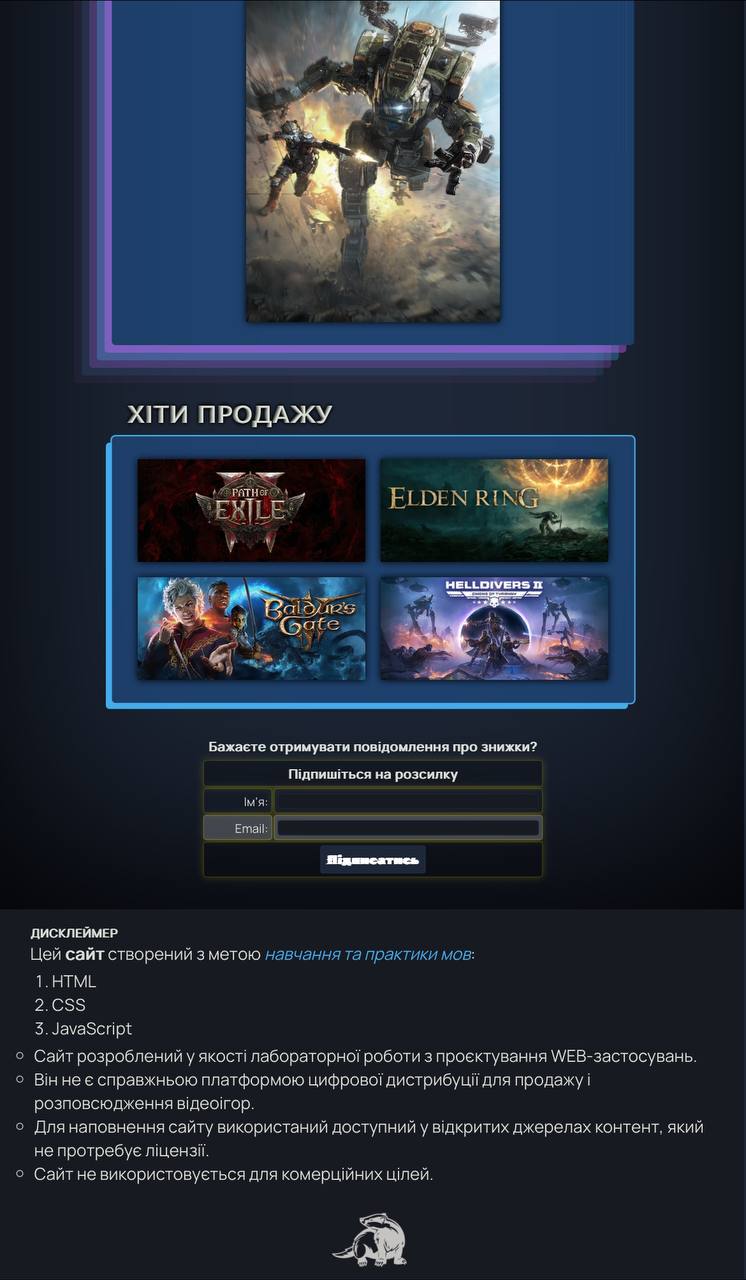 ХІТИ ПРОДАЖУ
PATH OF
EXILE
II
ELDEN RING
Baldur's
Gate
III
HELLDIVERS II
Бажаєте отримувати повідомлення про знижки?
Підпишіться на розсилку
Ім'я:
Email:
Підписатись
ДИСКЛЕЙМЕР
Цей сайт створений з метою навчання та практики мов:
1. HTML
2. CSS
3. JavaScript
Сайт розроблений у якості лабораторної роботи з проєктування WEB-застосувань.
Він не є справжньою платформою цифрової дистрибуції для продажу і
розповсюдження відеоігор.
Для наповнення сайту використаний доступний у відкритих джерелах контент, який
не протребує ліцензії.
Сайт не використовується для комерційних цілей.